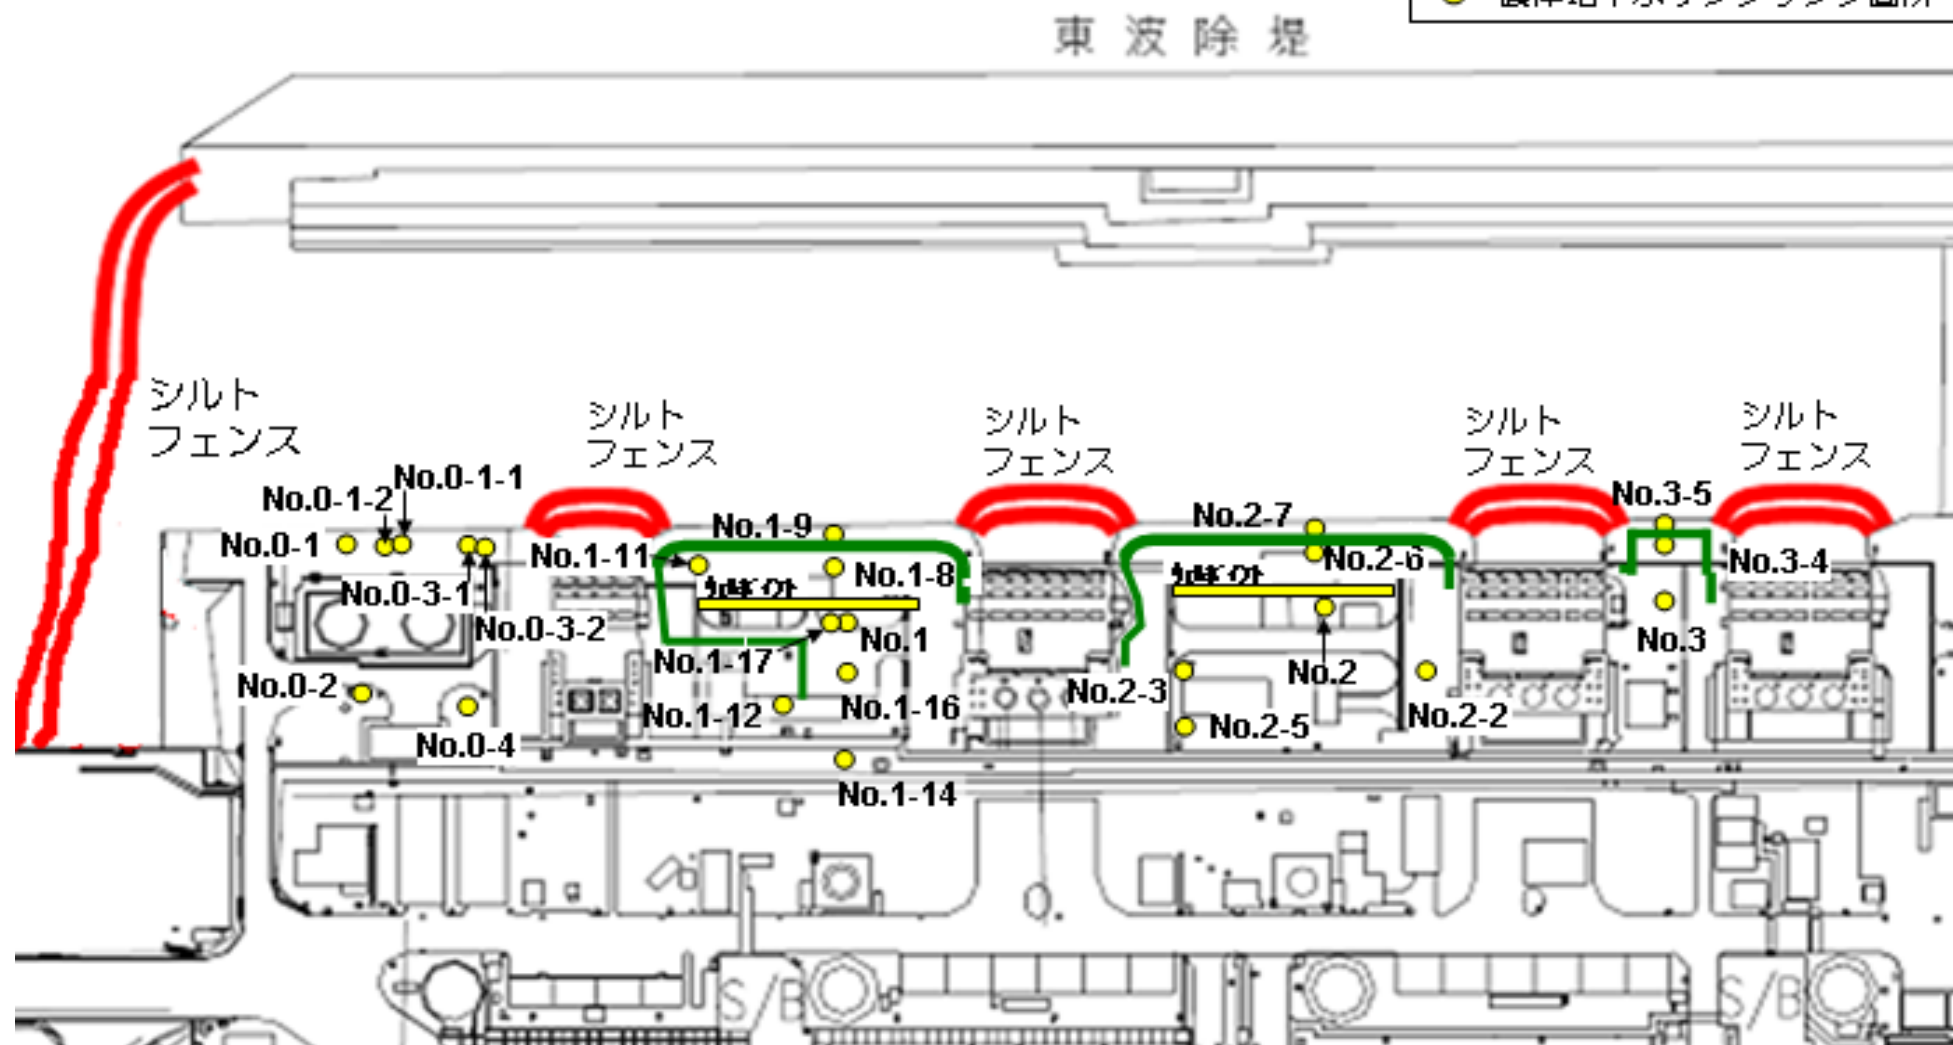 東波除堤
シルト
フェンス
シルト
フェンス
シルト
フェンス
シルト
フェンス
シルト
フェンス
No.0-1-1
No.0-1-2
No.0-1
No.0-3-1
No.0-3-2
No.0-2
No.0-4
No.1-9
No.1-11
No.1-8
No.1
No.1-17
No.1-16
No.1-12
No.1-14
No.2-7
No.2-6
No.2
No.2-3
No.2-5
No.2-2
No.3-5
No.3-4
No.3
S/B
S/B